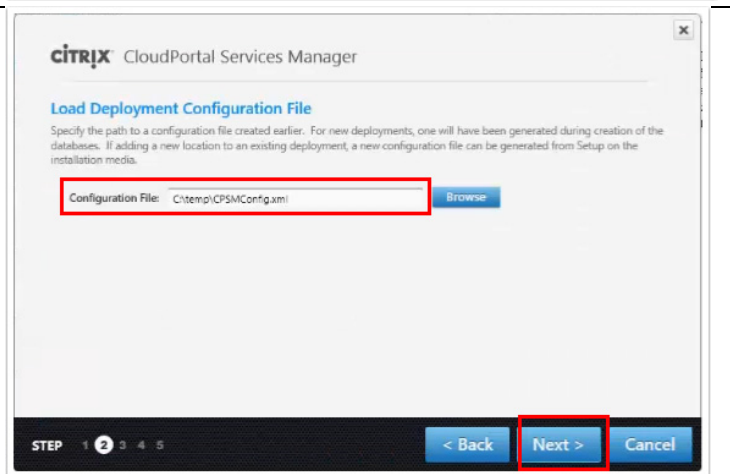 CİTRIX CloudPortal Services Manager
Load Deployment Configuration File
Specify the path to a configuration file created earlier. For new deployments, one will have been generated during creation of the
databases. If adding a new location to an existing deployment, a new configuration file can be generated from Setup on the
installation media.
Configuration File: C:\temp\CPSMConfig.xml Browse
STEP 1 2 3 4 5 < Back Next > Cancel